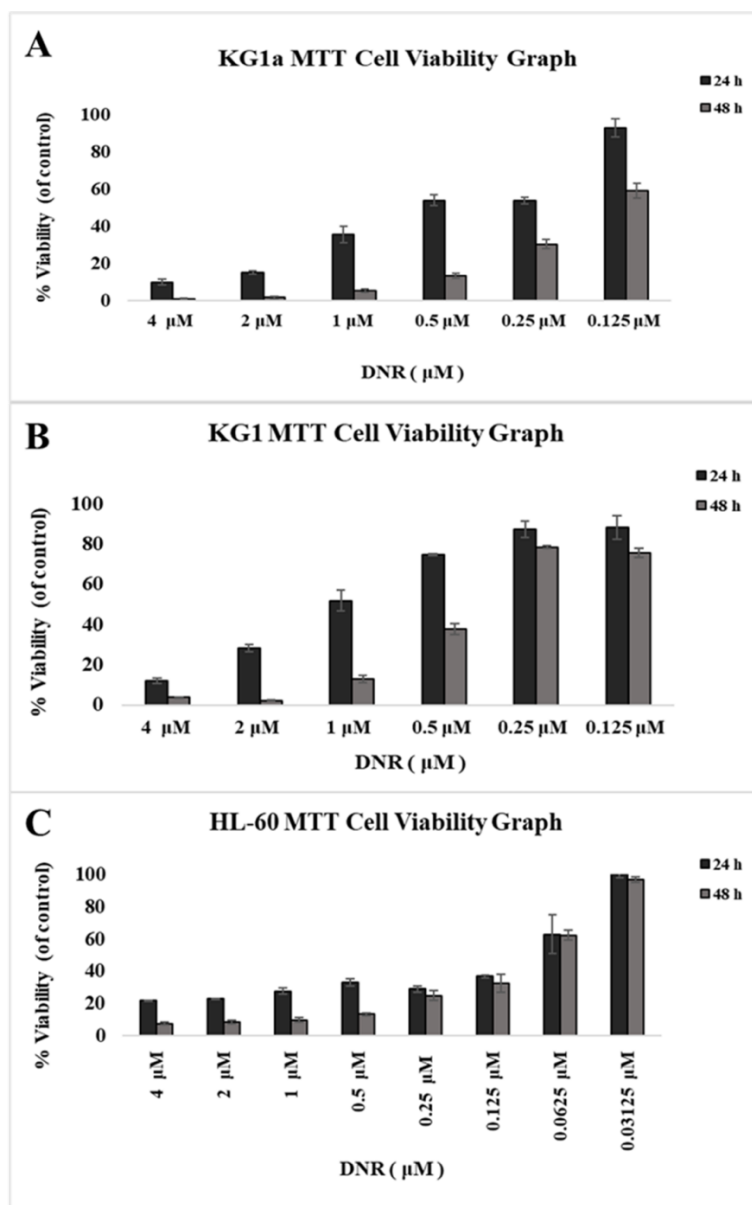 A
KG1a MTT Cell Viability Graph
24 h
48 h
% Viability (of control)
100
80
60
40
20
0
4 μM 2 μM 1 μM 0.5 μM 0.25 μM 0.125 μM
DNR ( μM )
B
KG1 MTT Cell Viability Graph
24 h
48 h
% Viability (of control)
100
80
60
40
20
0
4 μM 2 μM 1 μM 0.5 μM 0.25 μM 0.125 μM
DNR ( μM )
C
HL-60 MTT Cell Viability Graph
24 h
48 h
% Viability (of control)
100
80
60
40
20
0
4 μM
2 μM
1 μM
0.5 μM
0.25 μM
0.125 μM
0.0625 μM
0.03125 μM
DNR ( μM )